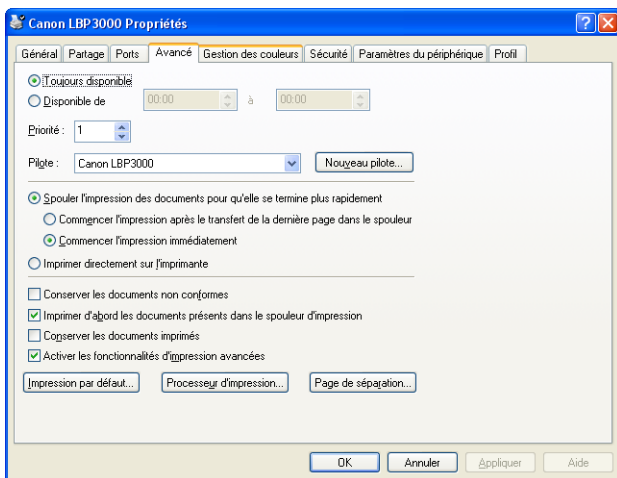 Canon LBP3000 Propriétés
Général Partage Ports Avancé Gestion des couleurs Sécurité Paramètres du périphérique Profil
Toujours disponible
Disponible de 00:00 à 00:00
Priorité : 1
Pilote : Canon LBP3000 Nouveau pilote...
Spouler l'impression des documents pour qu'elle se termine plus rapidement
Commencer l'impression après le transfert de la dernière page dans le spouleur
Commencer l'impression immédiatement
Imprimer directement sur l'imprimante
Conserver les documents non conformes
Imprimer d'abord les documents présents dans le spouleur d'impression
Conserver les documents imprimés
Activer les fonctionnalités d'impression avancées
Impression par défaut... Processeur d'impression... Page de séparation...
OK Annuler Appliquer Aide